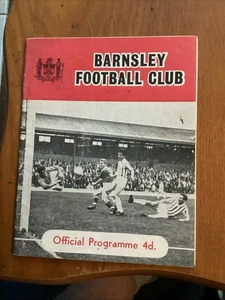 BARNSLEY
FOOTBALL CLUB
Official Programme 4d.